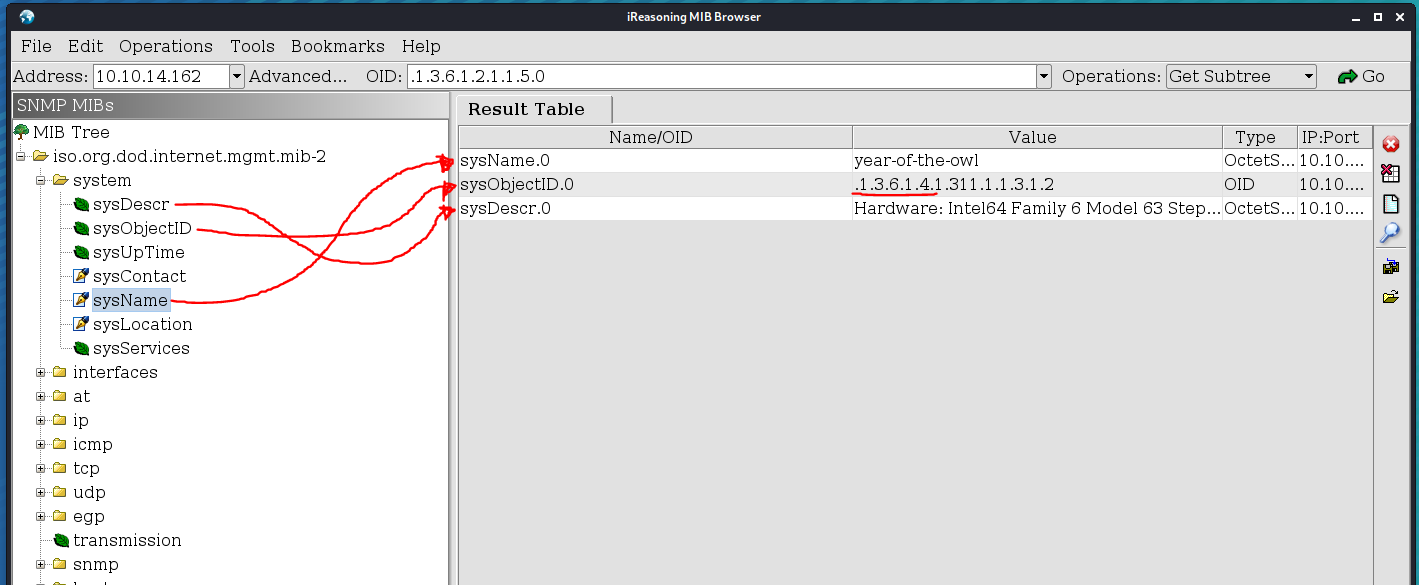 iReasoning MIB Browser
File Edit Operations Tools Bookmarks Help
Address: 10.10.14.162 Advanced... OID: .1.3.6.1.2.1.1.5.0 Operations: Get Subtree Go
SNMP MIBs
MIB Tree
iso.org.dod.internet.mgmt.mib-2
system
sysDescr
sysObjectID
sysUpTime
sysContact
sysName
sysLocation
sysServices
interfaces
at
ip
icmp
tcp
udp
egp
transmission
snmp
Result Table
Name/OID Value Type IP:Port
sysName.0 year-of-the-owl OctetS... 10.10....
sysObjectID.0 .1.3.6.1.4.1.311.1.1.3.1.2 OID 10.10....
sysDescr.0 Hardware: Intel64 Family 6 Model 63 Step... OctetS... 10.10....